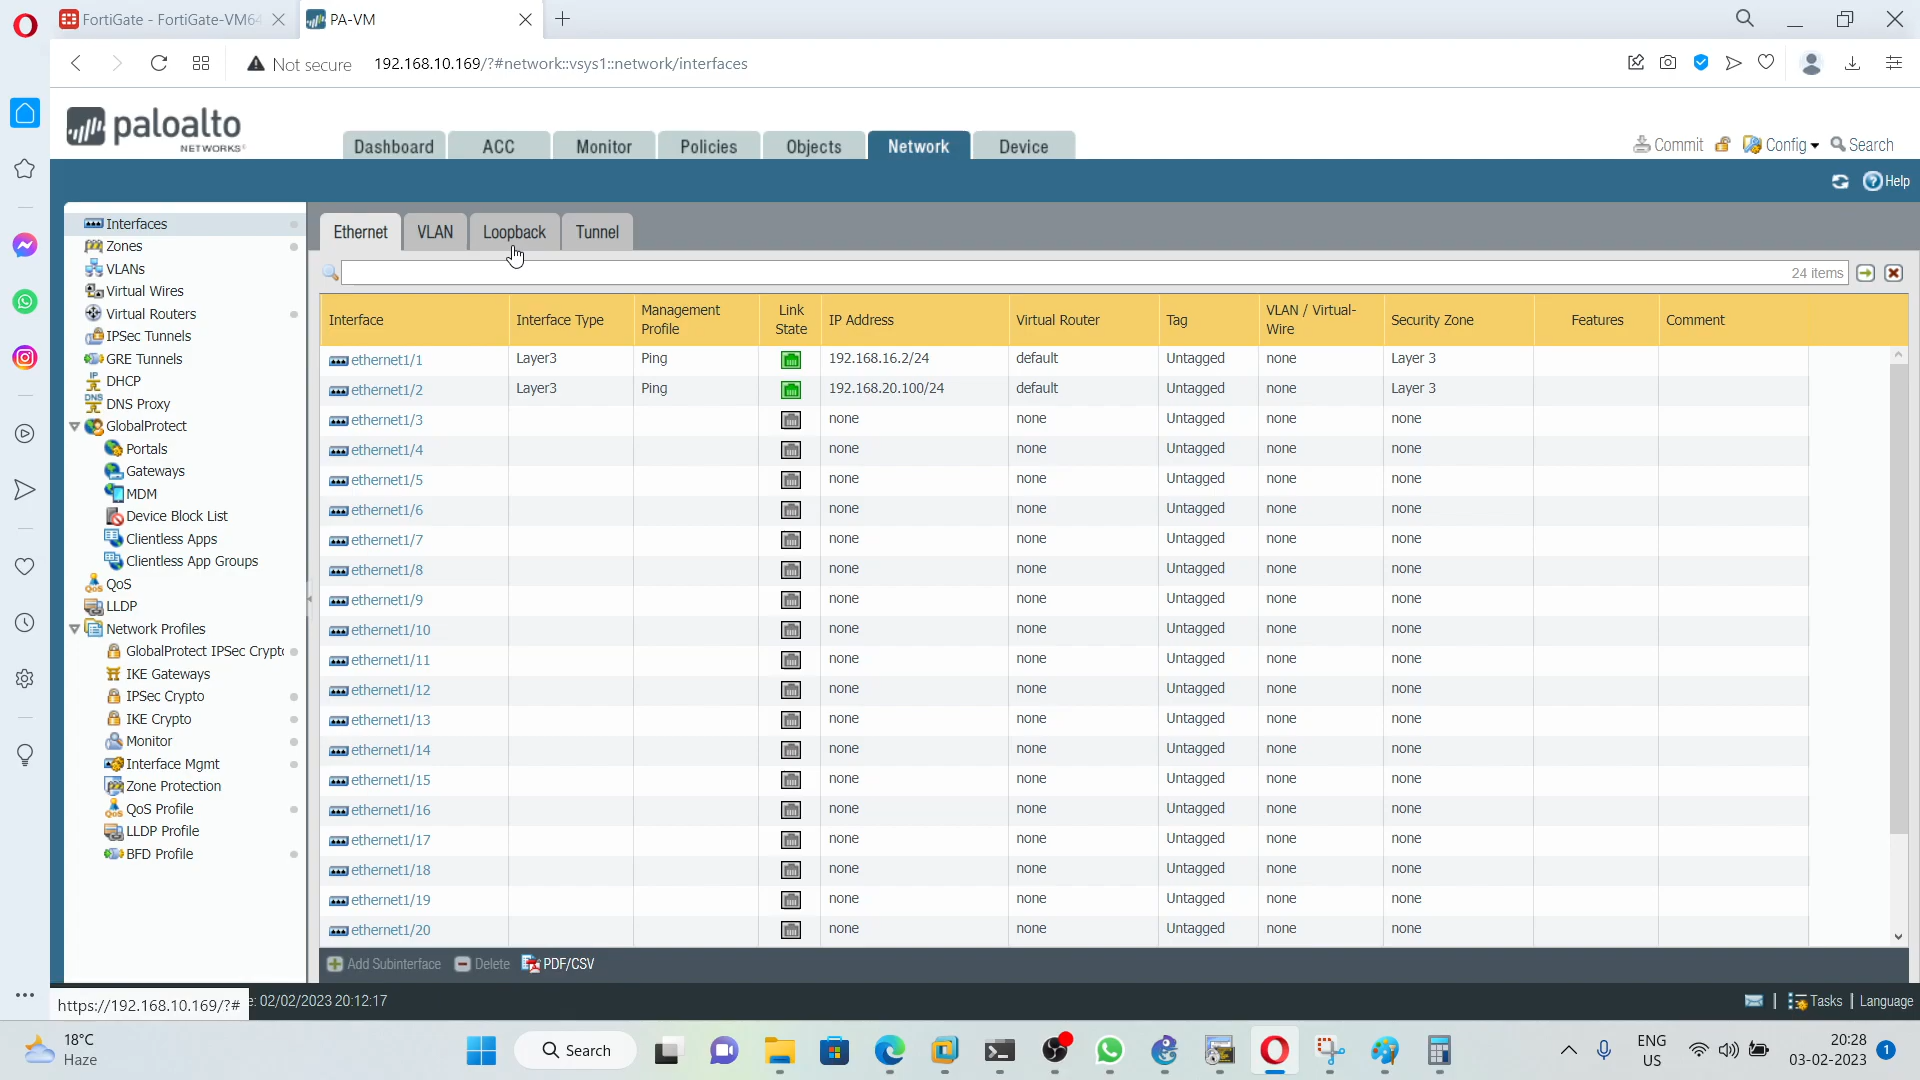 FortiGate - FortiGate-VM64
PA-VM
Not secure
192.168.10.169/?#network::vsys1::network/interfaces
paloalto
NETWORKS
Dashboard
ACC
Monitor
Policies
Objects
Network
Device
Commit
Config
Search
Help
Interfaces
Zones
VLANs
Virtual Wires
Virtual Routers
IPSec Tunnels
GRE Tunnels
DHCP
DNS Proxy
GlobalProtect
Portals
Gateways
MDM
Device Block List
Clientless Apps
Clientless App Groups
QoS
LLDP
Network Profiles
GlobalProtect IPSec Crypt
IKE Gateways
IPSec Crypto
IKE Crypto
Monitor
Interface Mgmt
Zone Protection
QoS Profile
LLDP Profile
BFD Profile
Ethernet
VLAN
Loopback
Tunnel
24 items
Interface Interface Type Management Profile Link State IP Address Virtual Router Tag VLAN / Virtual-Wire Security Zone Features Comment
ethernet1/1 Layer3 Ping 192.168.16.2/24 default Untagged none Layer 3
ethernet1/2 Layer3 Ping 192.168.20.100/24 default Untagged none Layer 3
ethernet1/3 none none Untagged none none
ethernet1/4 none none Untagged none none
ethernet1/5 none none Untagged none none
ethernet1/6 none none Untagged none none
ethernet1/7 none none Untagged none none
ethernet1/8 none none Untagged none none
ethernet1/9 none none Untagged none none
ethernet1/10 none none Untagged none none
ethernet1/11 none none Untagged none none
ethernet1/12 none none Untagged none none
ethernet1/13 none none Untagged none none
ethernet1/14 none none Untagged none none
ethernet1/15 none none Untagged none none
ethernet1/16 none none Untagged none none
ethernet1/17 none none Untagged none none
ethernet1/18 none none Untagged none none
ethernet1/19 none none Untagged none none
ethernet1/20 none none Untagged none none
Add Subinterface
Delete
PDF/CSV
https://192.168.10.169/?#
02/02/2023 20:12:17
Tasks
Language
18°C
Haze
Search
ENG
US
20:28
03-02-2023
1